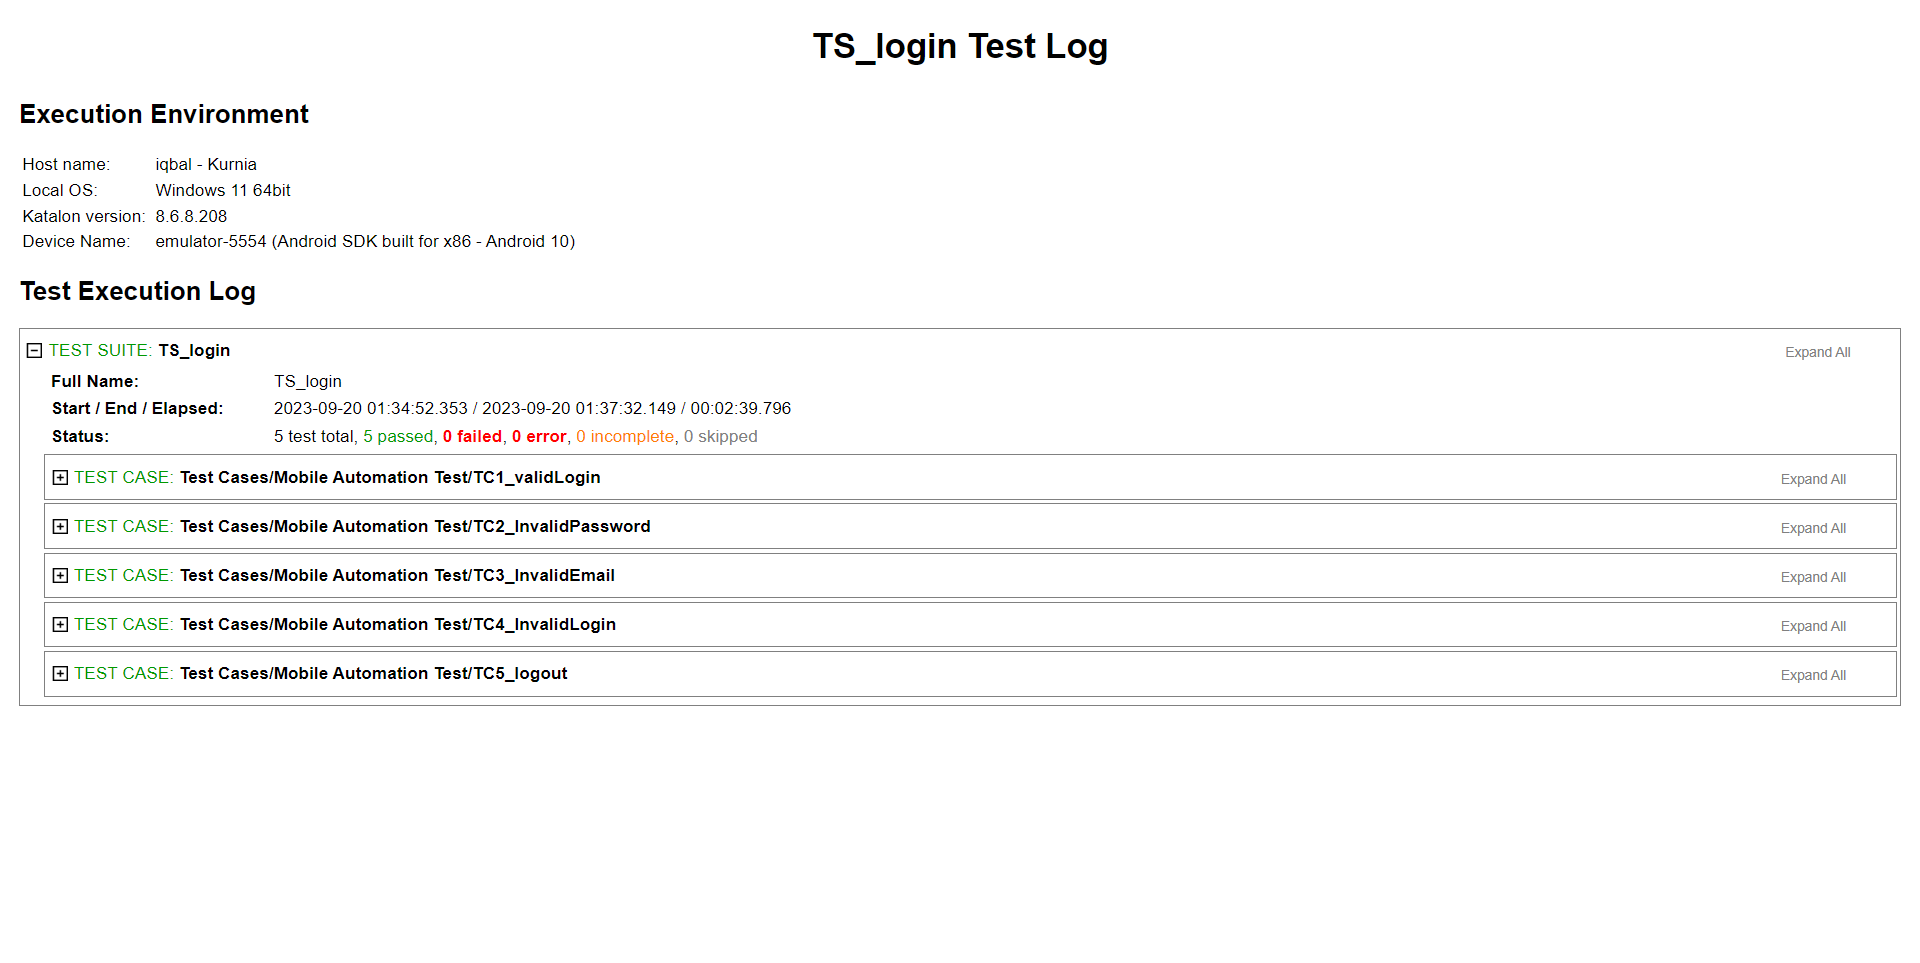 TS_login Test Log
Execution Environment
Host name: iqbal - Kurnia
Local OS: Windows 11 64bit
Katalon version: 8.6.8.208
Device Name: emulator-5554 (Android SDK built for x86 - Android 10)
Test Execution Log
TEST SUITE: TS_login Expand All
Full Name: TS_login
Start / End / Elapsed: 2023-09-20 01:34:52.353 / 2023-09-20 01:37:32.149 / 00:02:39.796
Status: 5 test total, 5 passed, 0 failed, 0 error, 0 incomplete, 0 skipped
TEST CASE: Test Cases/Mobile Automation Test/TC1_validLogin Expand All
TEST CASE: Test Cases/Mobile Automation Test/TC2_InvalidPassword Expand All
TEST CASE: Test Cases/Mobile Automation Test/TC3_InvalidEmail Expand All
TEST CASE: Test Cases/Mobile Automation Test/TC4_InvalidLogin Expand All
TEST CASE: Test Cases/Mobile Automation Test/TC5_logout Expand All